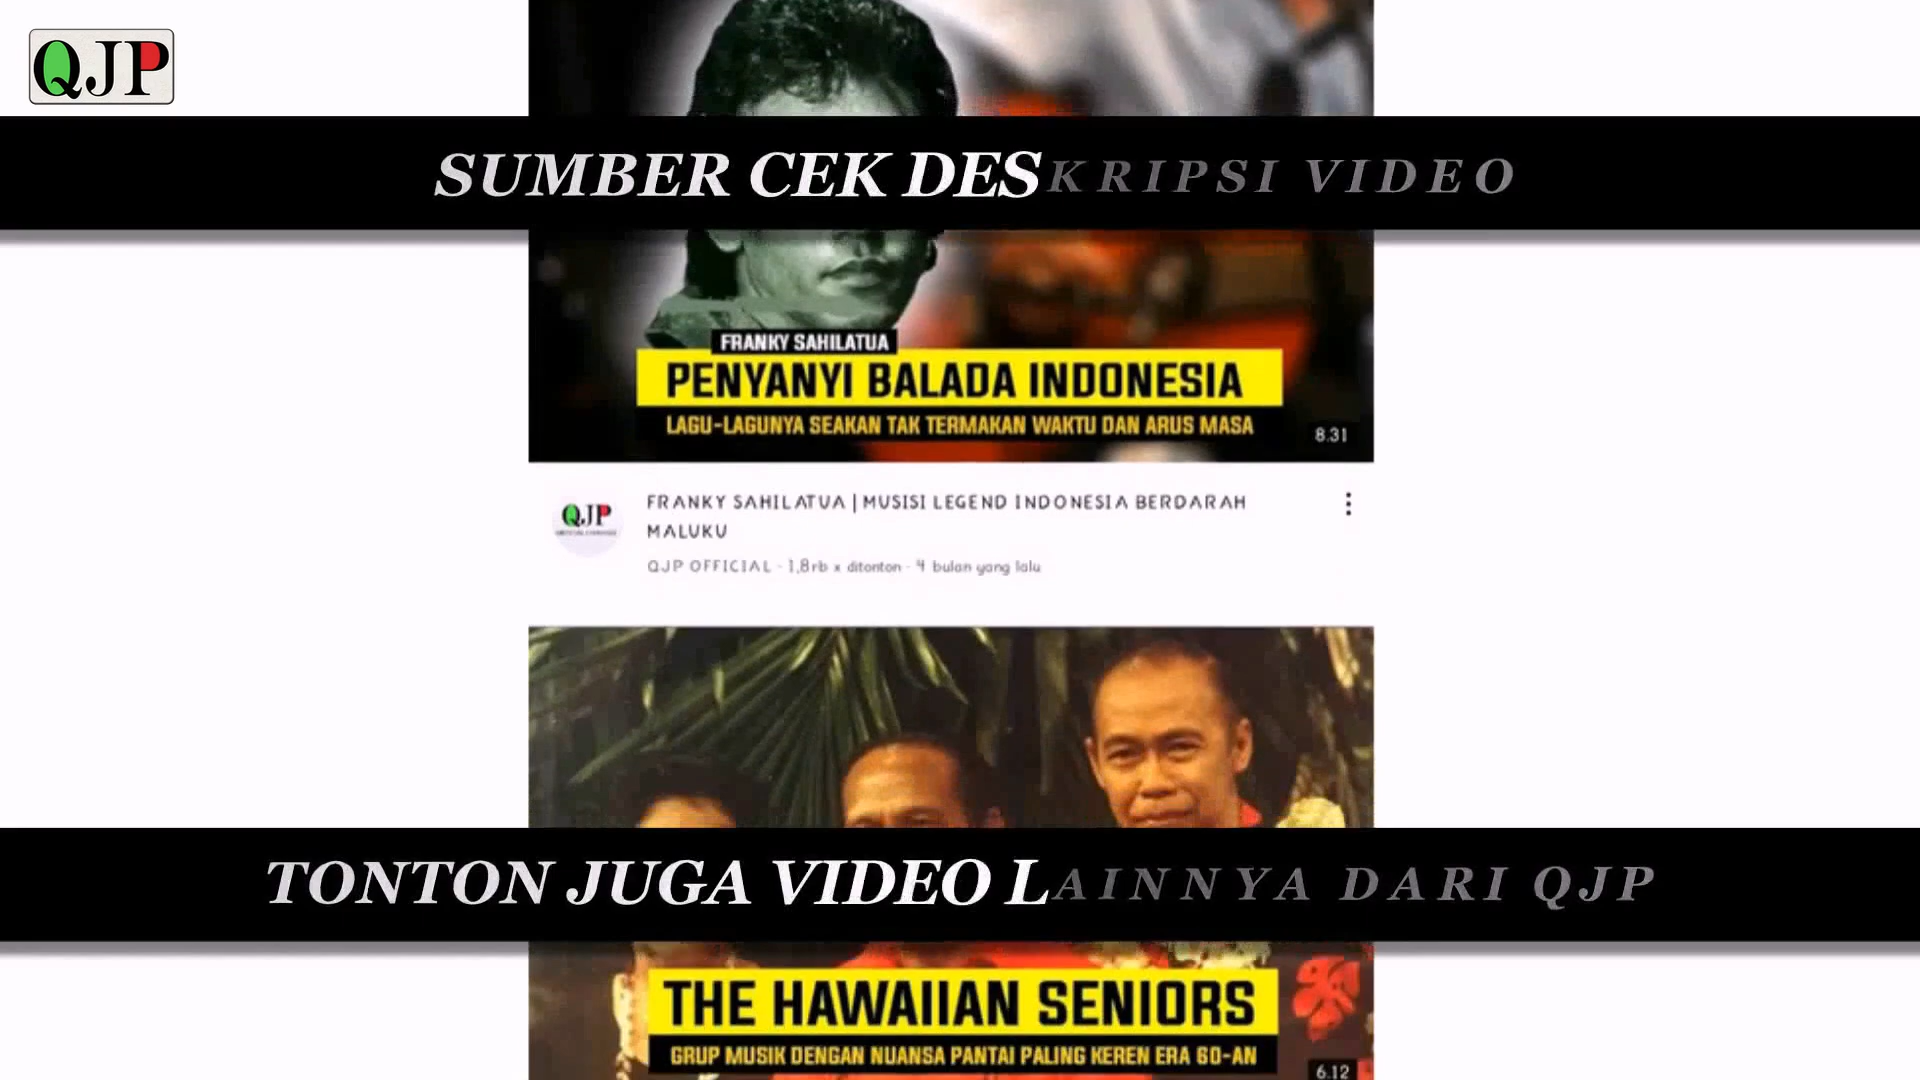 QJP
SUMBER CEK DESKRIPSI VIDEO
FRANKY SAHILATUA
PENYANYI BALADA INDONESIA
LAGU-LAGUNYA SEAKAN TAK TERMAKAN WAKTU DAN ARUS MASA
8.31
QJP
FRANKY SAHILATUA | MUSISI LEGEND INDONESIA BERDARAH
MALUKU
QJP OFFICIAL · 1,8rb x ditonton · 4 bulan yang lalu
TONTON JUGA VIDEO LAINNYA DARI QJP
THE HAWAIIAN SENIORS
GRUP MUSIK DENGAN NUANSA PANTAI PALING KEREN ERA 60-AN
6.12